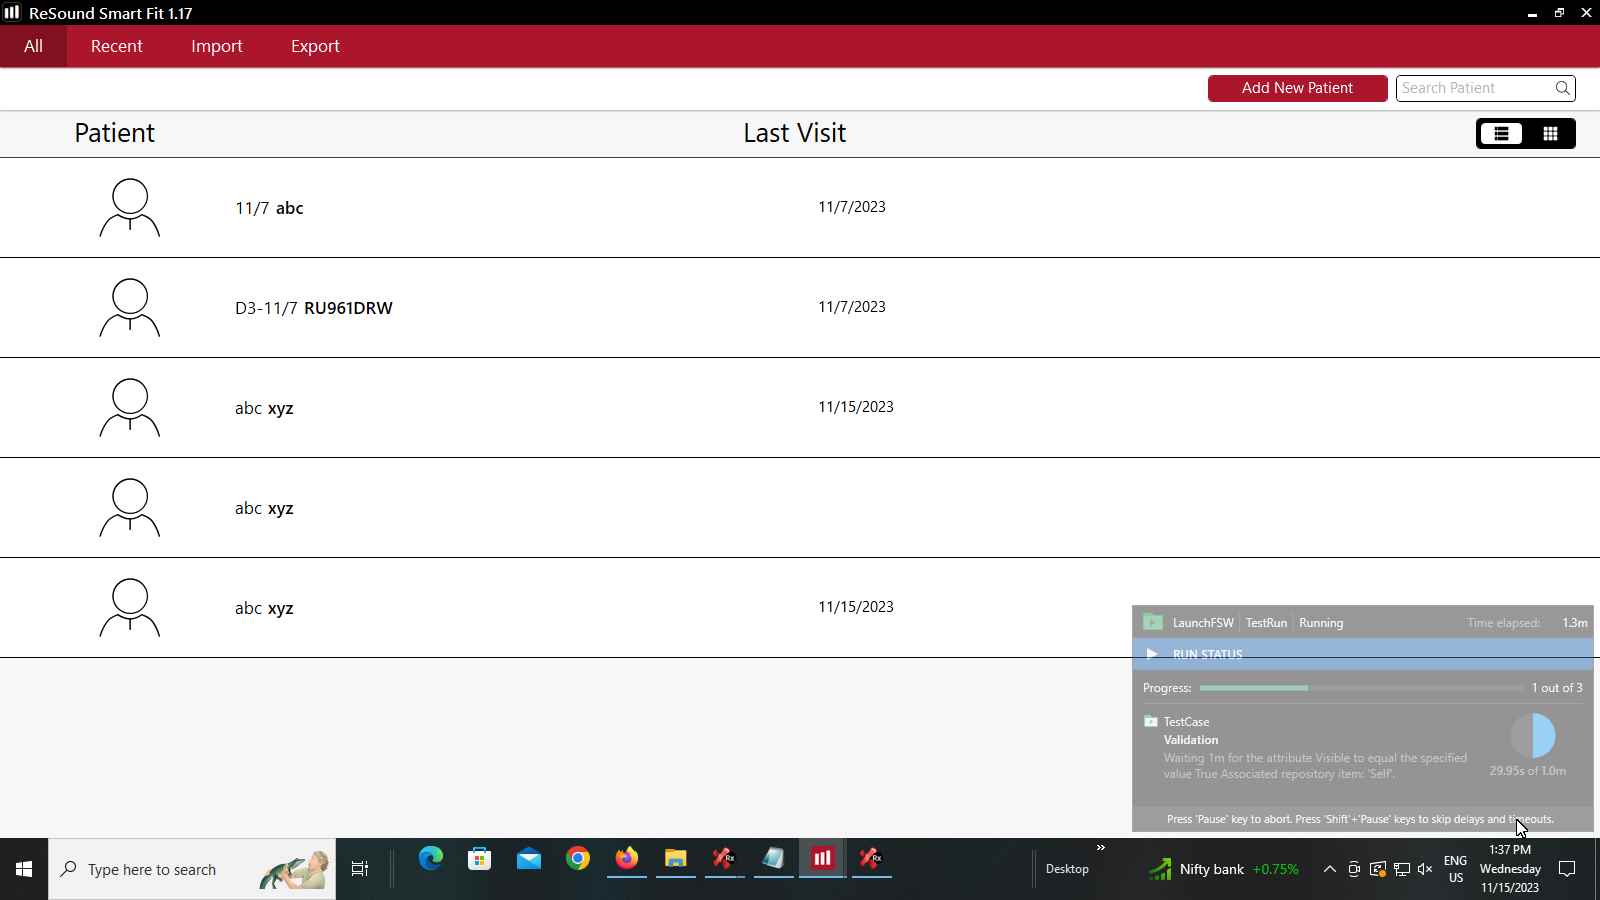 ReSound Smart Fit 1.17
All Recent Import Export
Add New Patient Search Patient
Patient Last Visit
11/7 abc 11/7/2023
D3-11/7 RU961DRW 11/7/2023
abc xyz 11/15/2023
abc xyz
abc xyz 11/15/2023
LaunchFSW TestRun Running Time elapsed: 1.3m
RUN STATUS
Progress: 1 out of 3
TestCase
Validation
Waiting 1m for the attribute Visible to equal the specified
value True Associated repository item: 'Self'.
29.95s of 1.0m
Press 'Pause' key to abort. Press 'Shift'+'Pause' keys to skip delays and timeouts.
Type here to search
Rx
Rx
Desktop
Nifty bank +0.75%
ENG
US
1:37 PM
Wednesday
11/15/2023